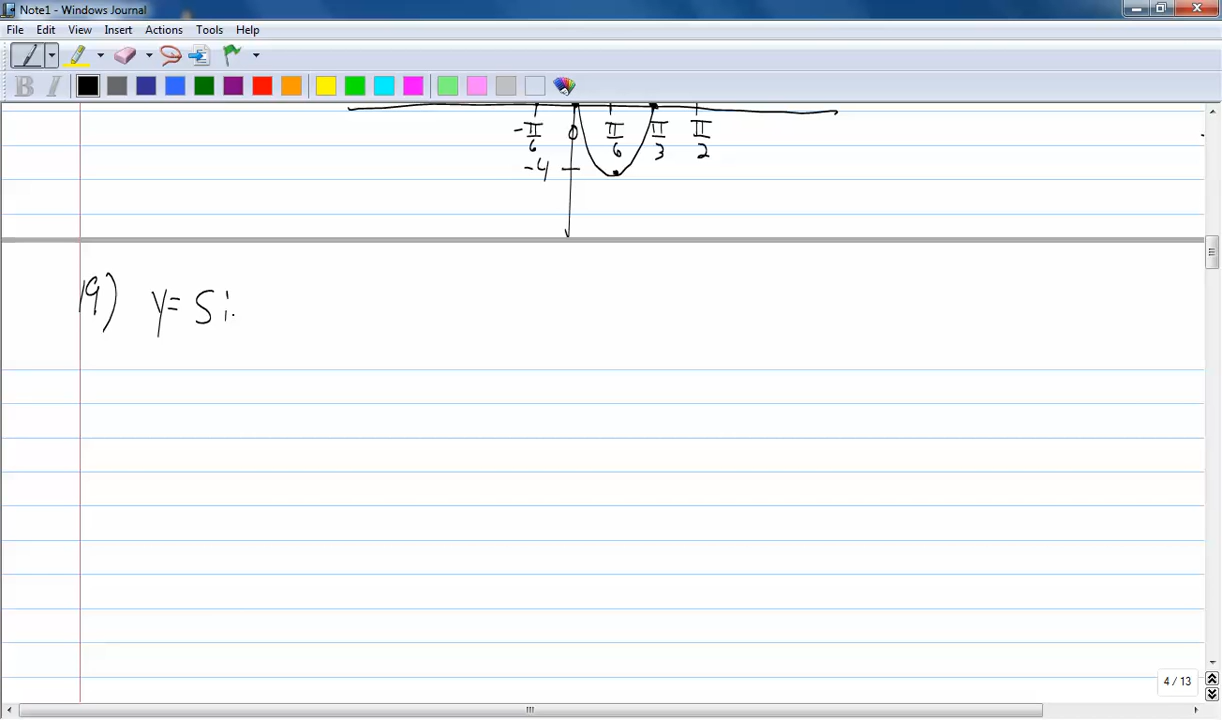 Note1 - Windows Journal
File Edit View Insert Actions Tools Help
B I
-π/6 0 π/6 π/3 π/2
-4
19) y= Si
4 / 13